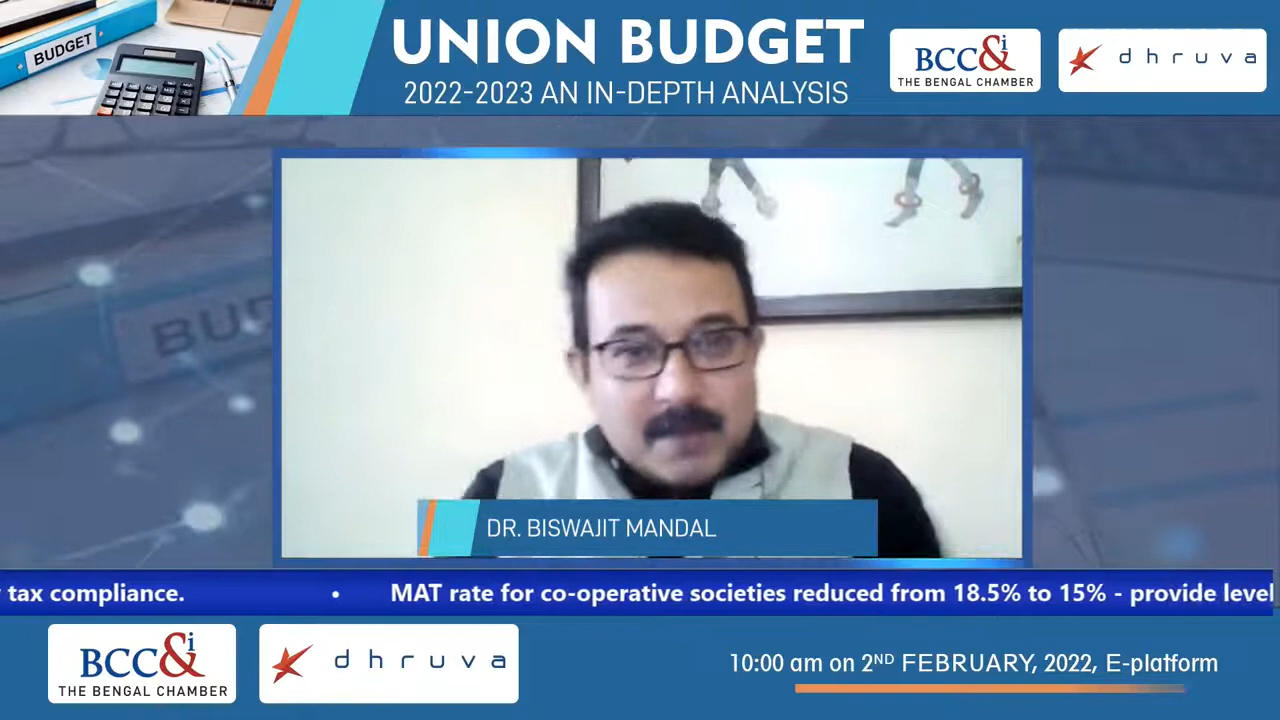 BUDGET
UNION BUDGET
2022-2023 AN IN-DEPTH ANALYSIS
BCC&i
THE BENGAL CHAMBER
dhruva
BUD
DR. BISWAJIT MANDAL
tax compliance. • MAT rate for co-operative societies reduced from 18.5% to 15% - provide level
BCC&i
THE BENGAL CHAMBER
dhruva
10:00 am on 2ND FEBRUARY, 2022, E-platform